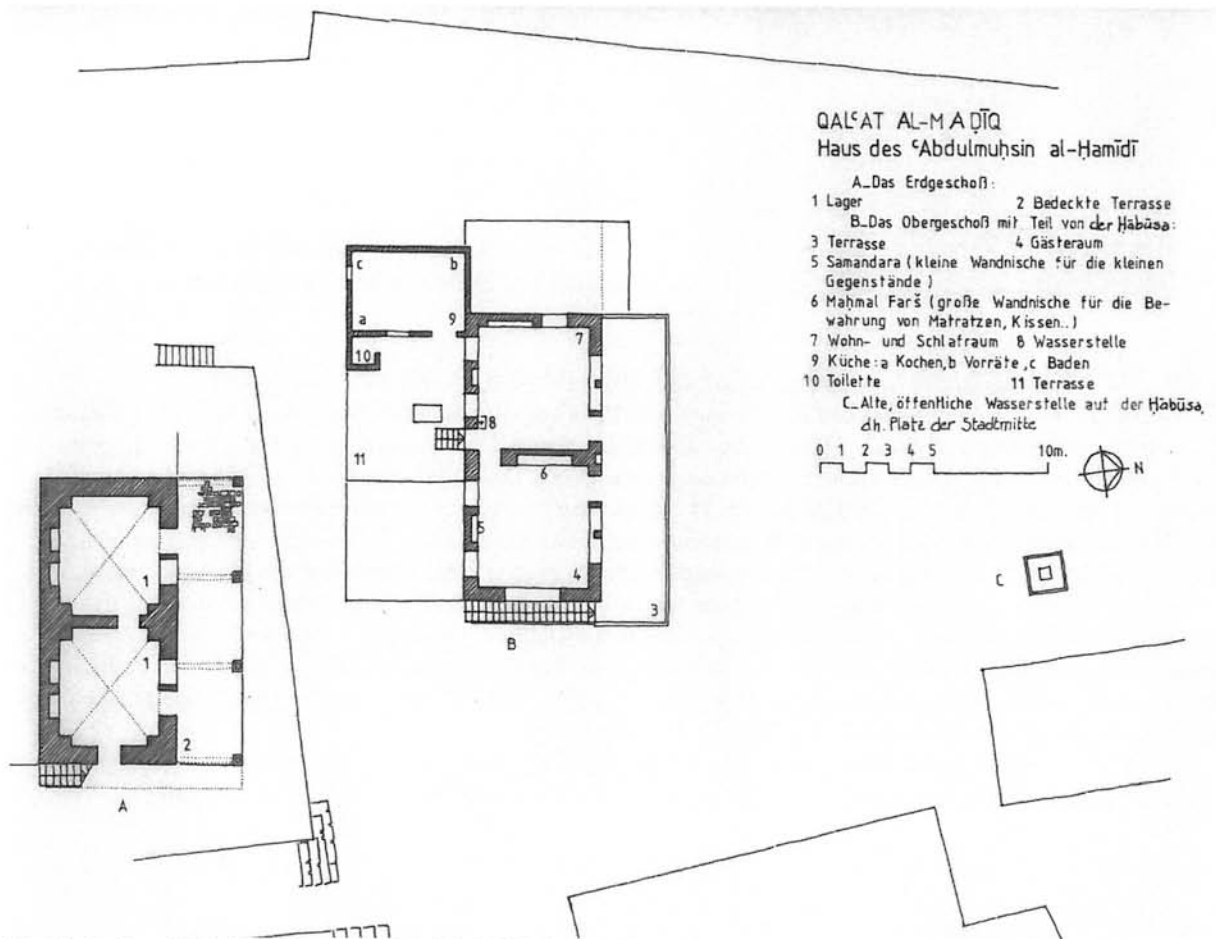 QALʿAT AL-MAḌĪQ
Haus des ʿAbdulmuḥsin al-Ḥamīdī
A_Das Erdgeschoß:
1 Lager 2 Bedeckte Terrasse
B_Das Obergeschoß mit Teil von der Ḥābūsa:
3 Terrasse 4 Gästeraum
5 Samandara (kleine Wandnische für die kleinen
Gegenstände)
6 Maḥmal Farš (große Wandnische für die Be-
wahrung von Matratzen, Kissen..)
7 Wohn- und Schlafraum 8 Wasserstelle
9 Küche: a Kochen, b Vorräte, c Baden
10 Toilette 11 Terrasse
C_Alte, öffentliche Wasserstelle auf der Ḥābūsa,
dh. Platz der Stadtmitte
0 1 2 3 4 5 10m.
N
c b
a 9
10
7
8
11
6
5
4
3
B
C
1
1
2
A